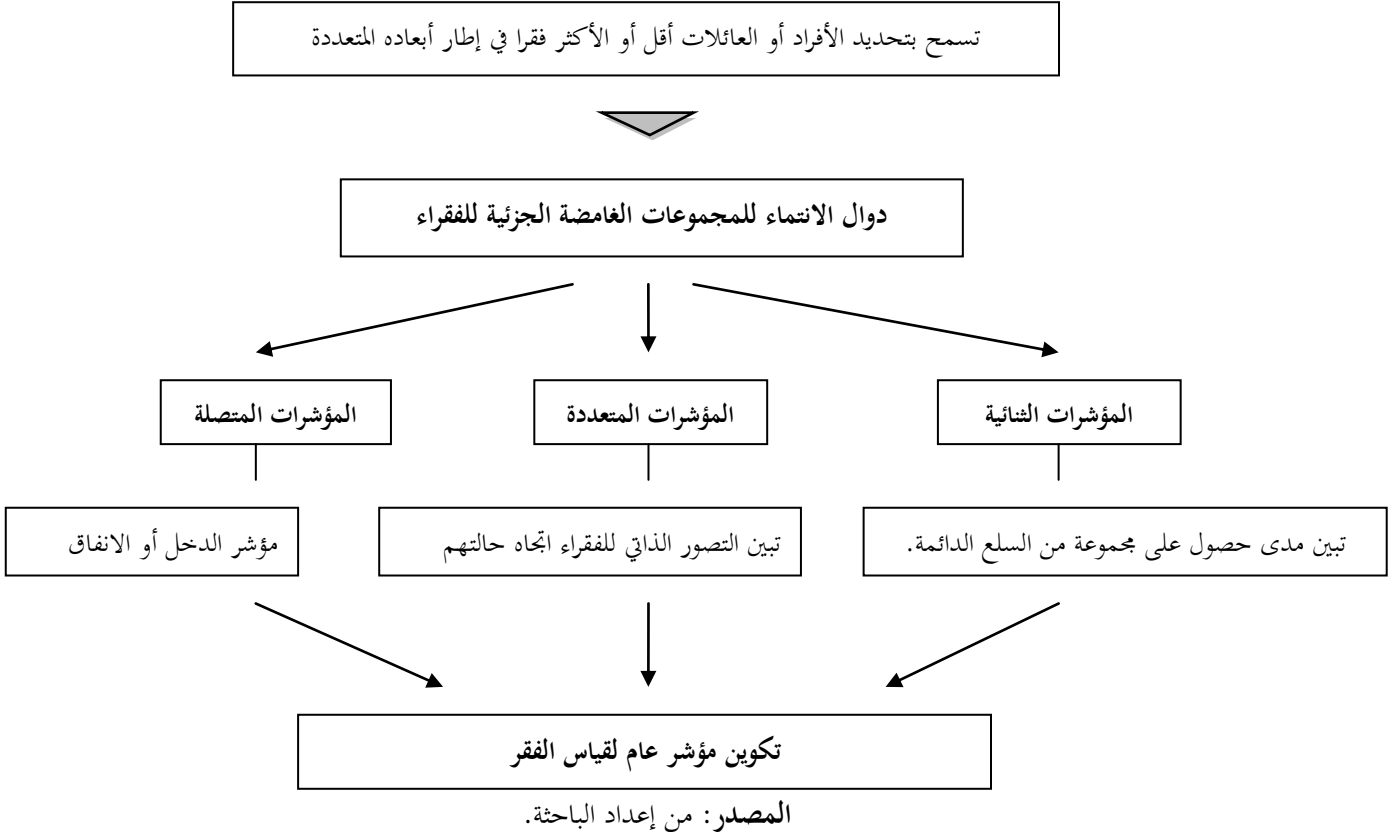 تسمح بتحديد الأفراد أو العائلات أقل أو الأكثر فقرا في إطار أبعاده المتعددة
دوال الانتماء للمجموعات الغامضة الجزئية للفقراء
المؤشرات الثنائية
المؤشرات المتعددة
المؤشرات المتصلة
تبين مدى حصول على مجموعة من السلع الدائمة.
تبين التصور الذاتي للفقراء اتجاه حالتهم
مؤشر الدخل أو الانفاق
تكوين مؤشر عام لقياس الفقر
المصدر: من إعداد الباحثة.